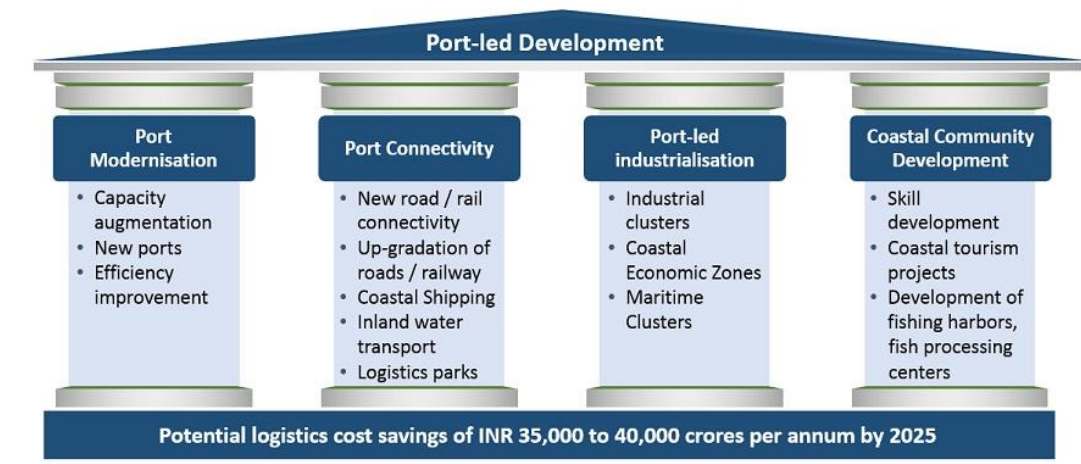 Port-led Development
Port
Modernisation
• Capacity
augmentation
• New ports
• Efficiency
improvement
Port Connectivity
• New road / rail
connectivity
• Up-gradation of
roads / railway
• Coastal Shipping
• Inland water
transport
• Logistics parks
Port-led
industrialisation
• Industrial
clusters
• Coastal
Economic Zones
• Maritime
Clusters
Coastal Community
Development
• Skill
development
• Coastal tourism
projects
• Development of
fishing harbors,
fish processing
centers
Potential logistics cost savings of INR 35,000 to 40,000 crores per annum by 2025